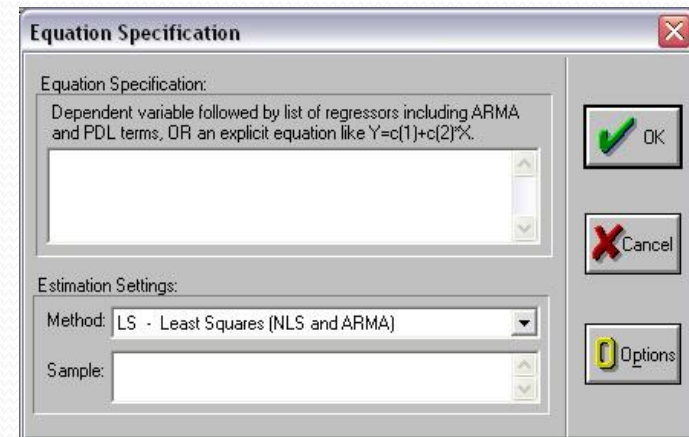 Equation Specification
Equation Specification:
Dependent variable followed by list of regressors including ARMA
and PDL terms, OR an explicit equation like Y=c(1)+c(2)*X.
OK
Cancel
Estimation Settings:
Method: LS - Least Squares (NLS and ARMA)
Sample:
Options